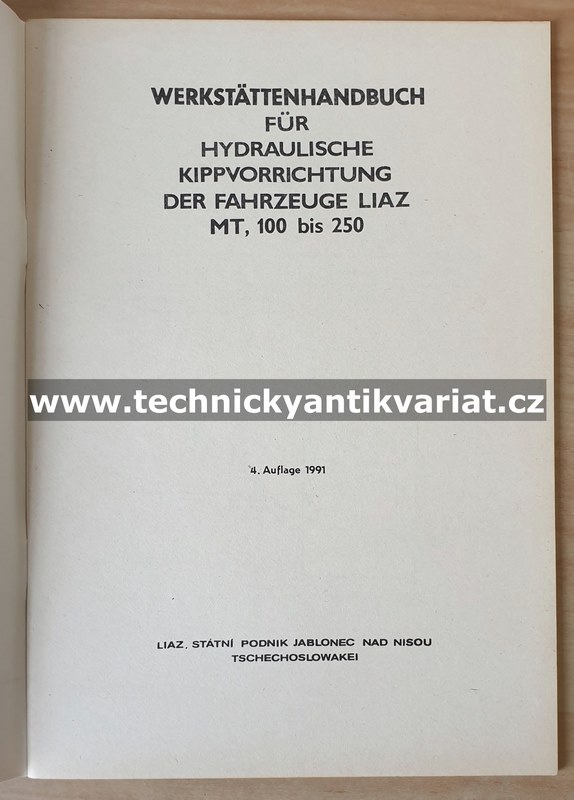 WERKSTÄTTENHANDBUCH
FÜR
HYDRAULISCHE
KIPPVORRICHTUNG
DER FAHRZEUGE LIAZ
MT, 100 bis 250
www.technickyantikvariat.cz
4. Auflage 1991
LIAZ, STÁTNÍ PODNIK JABLONEC NAD NISOU
TSCHECHOSLOWAKEI